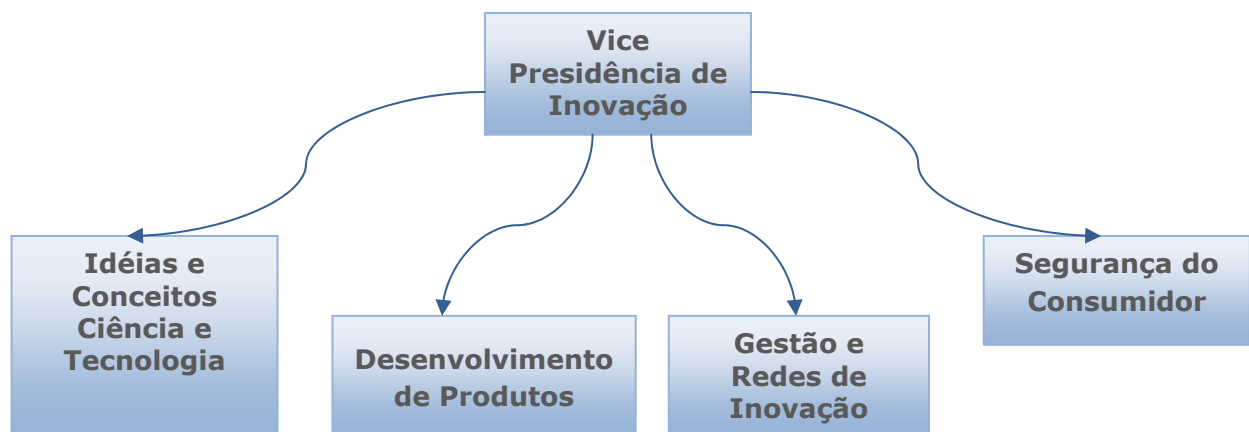 Vice
Presidência de
Inovação
Idéias e
Conceitos
Ciência e
Tecnologia
Desenvolvimento
de Produtos
Gestão e
Redes de
Inovação
Segurança do
Consumidor